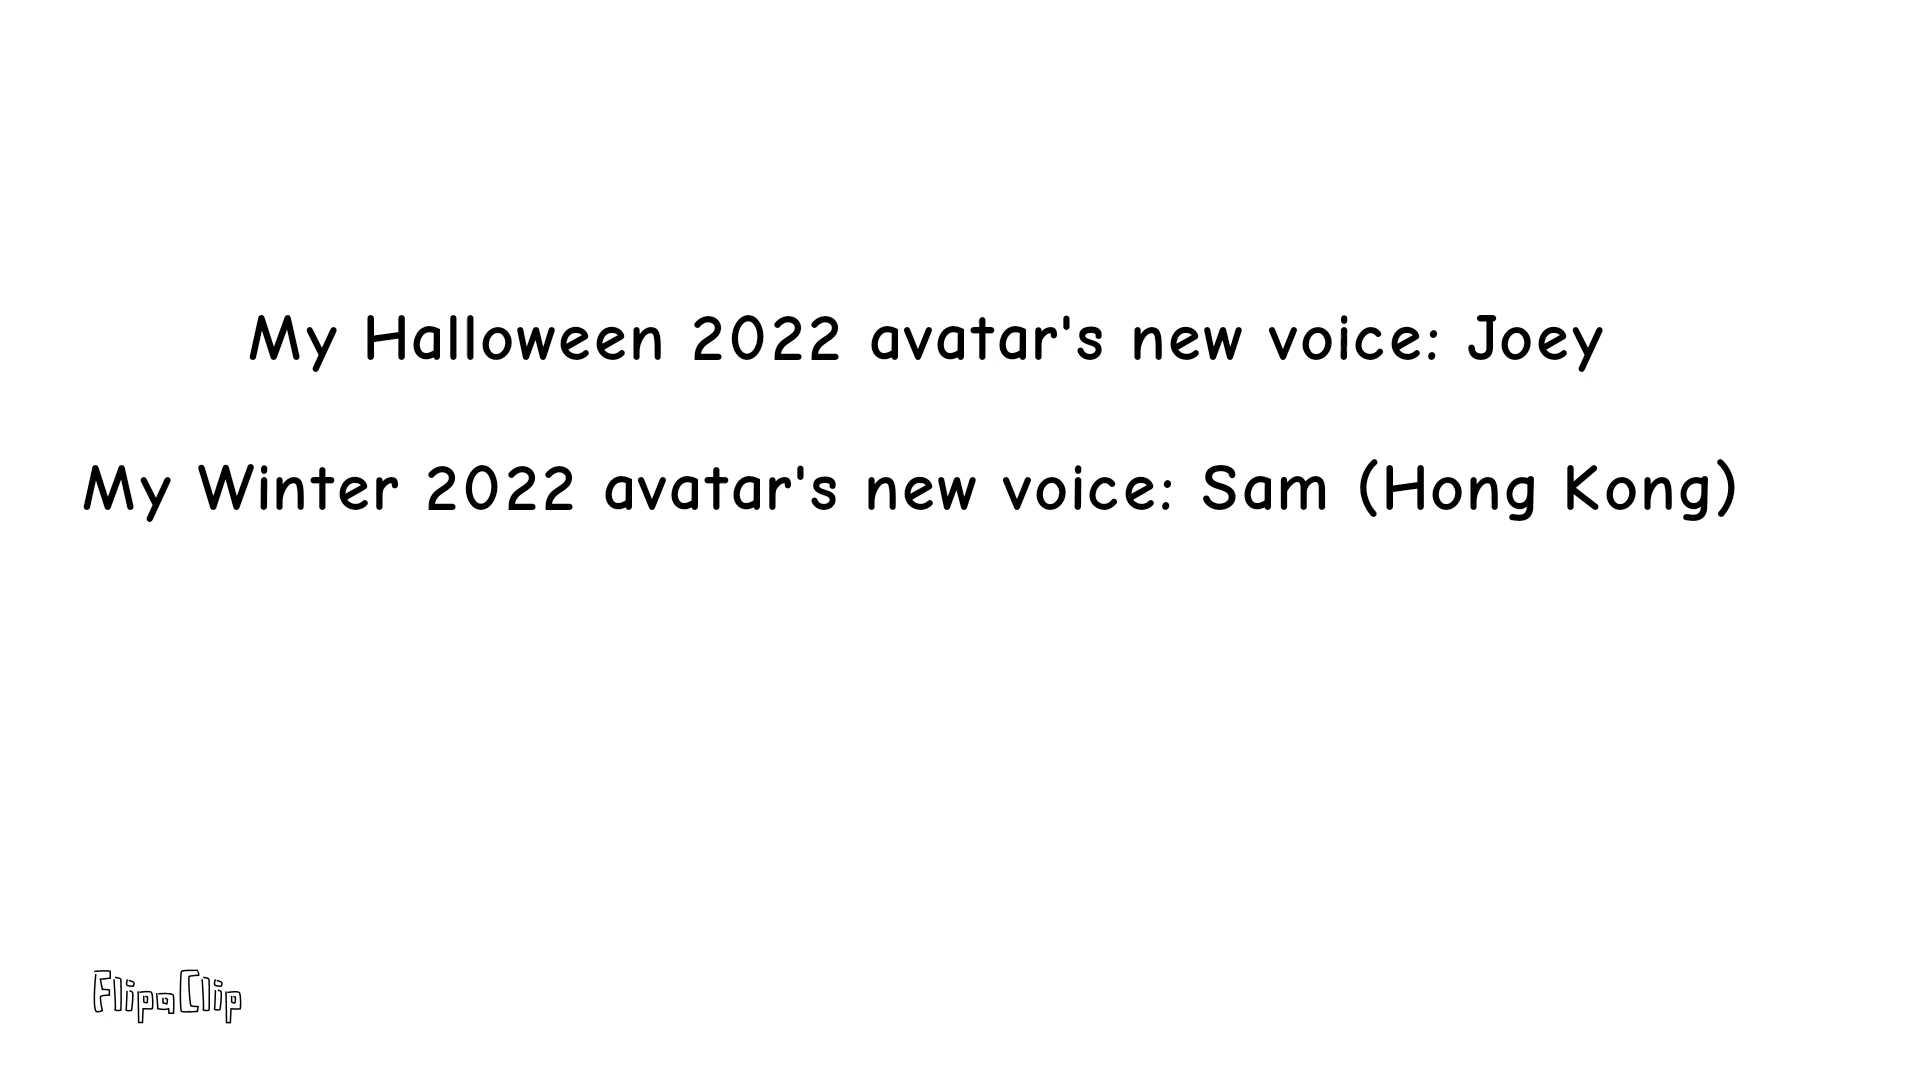 My Halloween 2022 avatar's new voice: Joey
My Winter 2022 avatar's new voice: Sam (Hong Kong)
FlipaClip